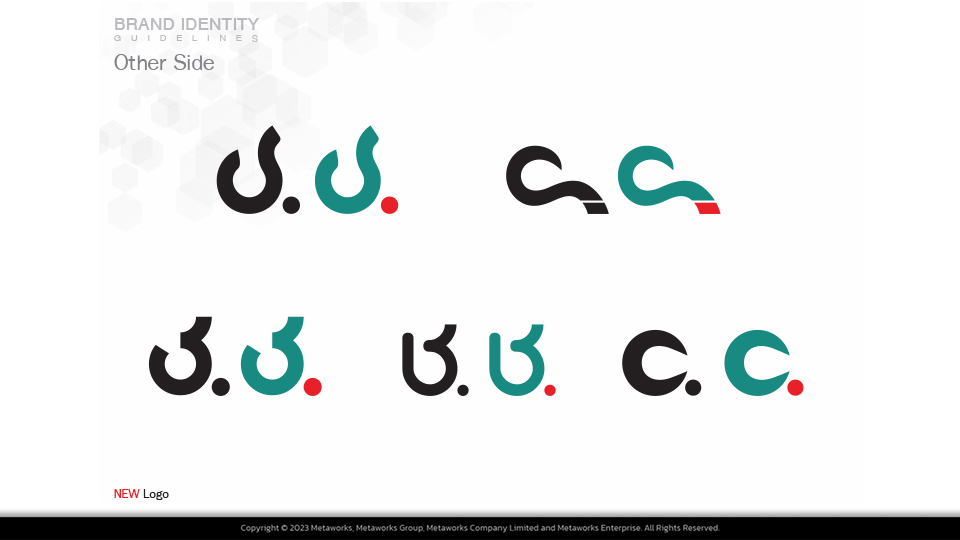 BRAND IDENTITY
GUIDELINES
Other Side
NEW Logo
Copyright © 2023 Metaworks, Metaworks Group, Metaworks Company Limited and Metaworks Enterprise. All Rights Reserved.